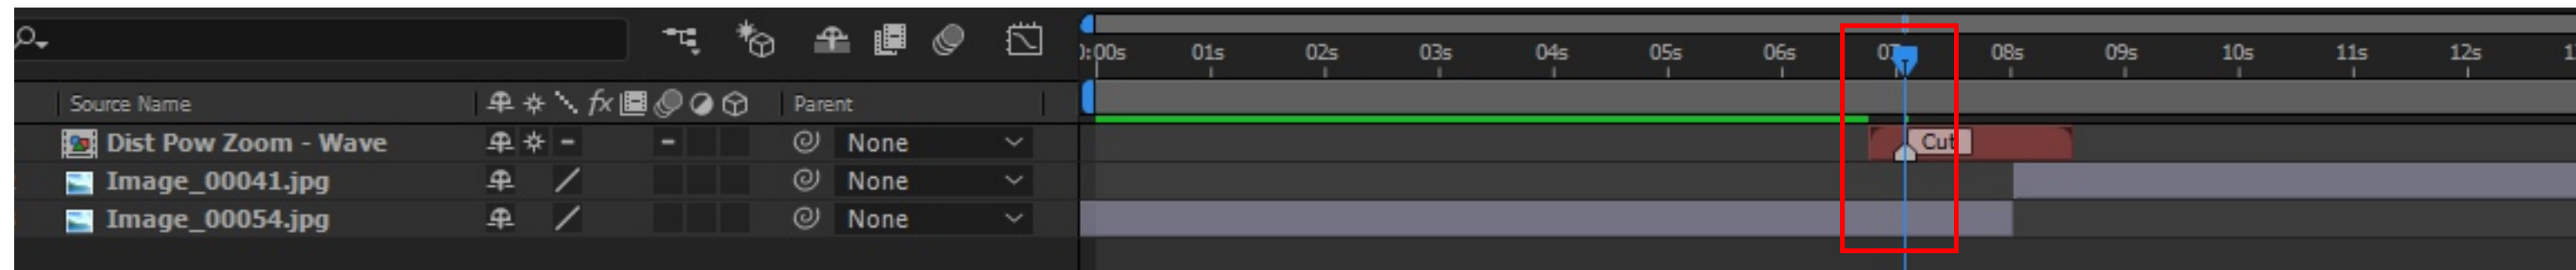 :00s 01s 02s 03s 04s 05s 06s 08s 09s 10s 11s 12s
Source Name fx Parent
Dist Pow Zoom - Wave None Cut
Image_00041.jpg None
Image_00054.jpg None